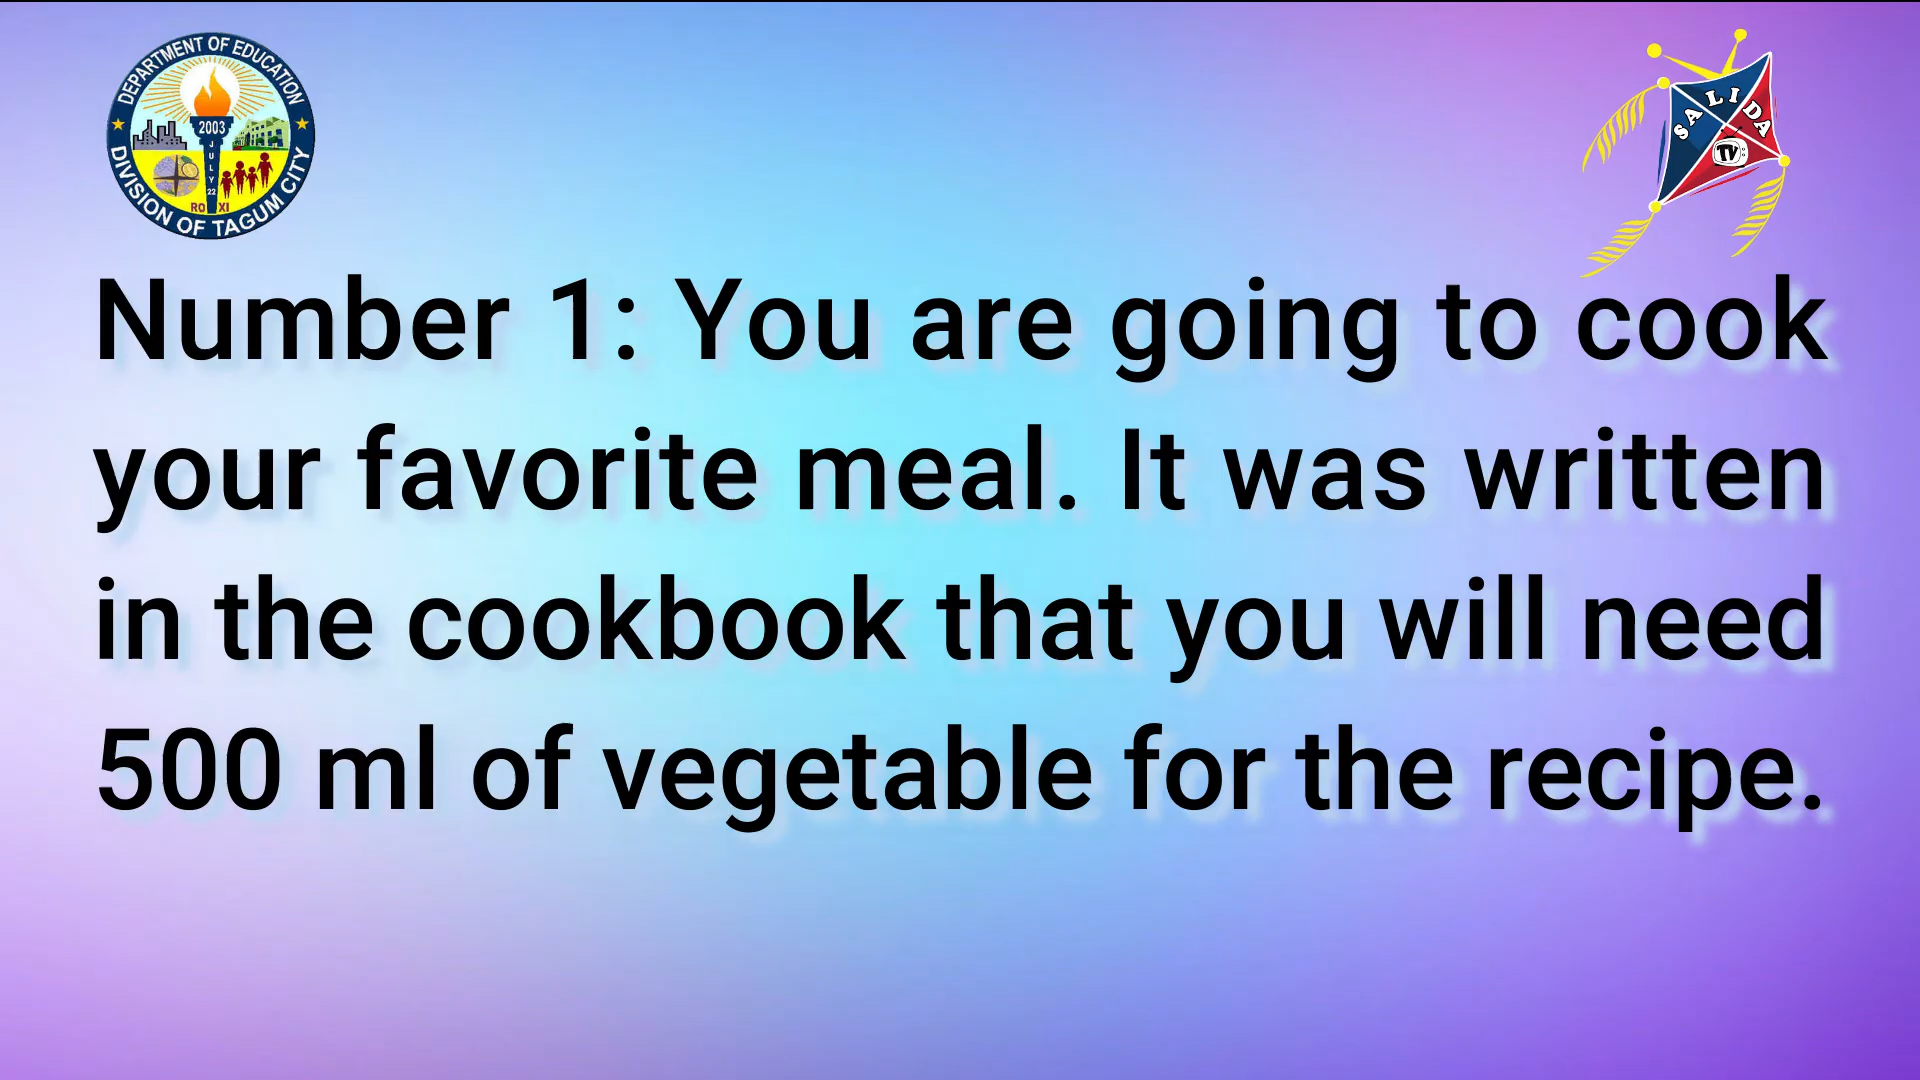 DEPARTMENT OF EDUCATION
2003
JULY 22
RO XI
DIVISION OF TAGUM CITY
SALIDA
TV
Number 1: You are going to cook
your favorite meal. It was written
in the cookbook that you will need
500 ml of vegetable for the recipe.